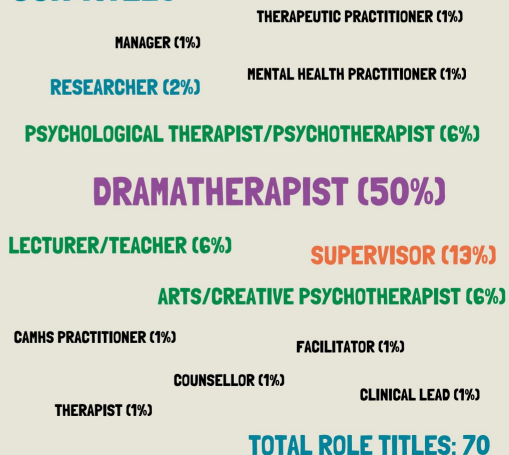 THERAPEUTIC PRACTITIONER (1%)
MANAGER (1%)
MENTAL HEALTH PRACTITIONER (1%)
RESEARCHER (2%)
PSYCHOLOGICAL THERAPIST/PSYCHOTHERAPIST (6%)
DRAMATHERAPIST (50%)
LECTURER/TEACHER (6%)
SUPERVISOR (13%)
ARTS/CREATIVE PSYCHOTHERAPIST (6%)
CAMHS PRACTITIONER (1%)
FACILITATOR (1%)
COUNSELLOR (1%)
CLINICAL LEAD (1%)
THERAPIST (1%)
TOTAL ROLE TITLES: 70